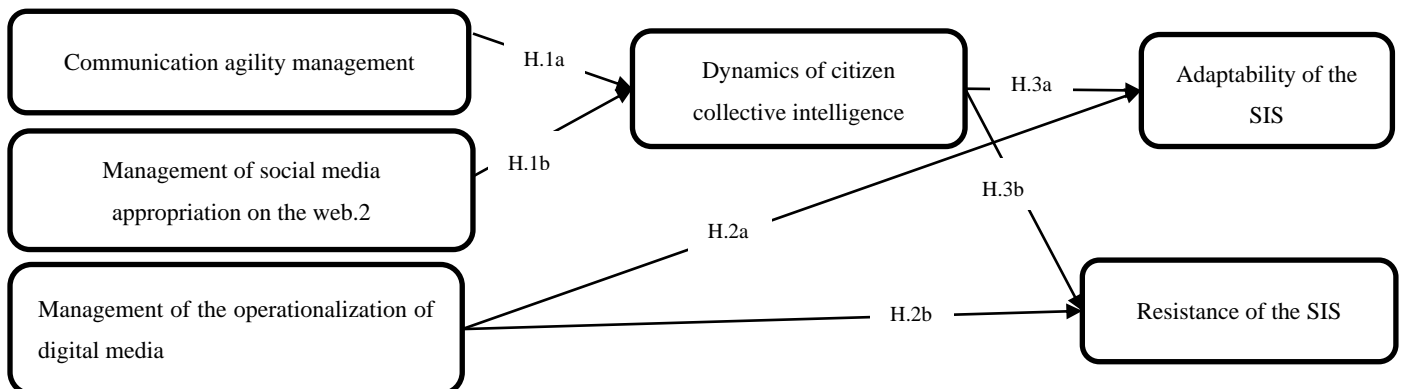 Communication agility management
H.1a
Dynamics of citizen
collective intelligence
H.3a
Adaptability of the
SIS
Management of social media
appropriation on the web.2
H.1b
H.3b
H.2a
Management of the operationalization of
digital media
H.2b
Resistance of the SIS